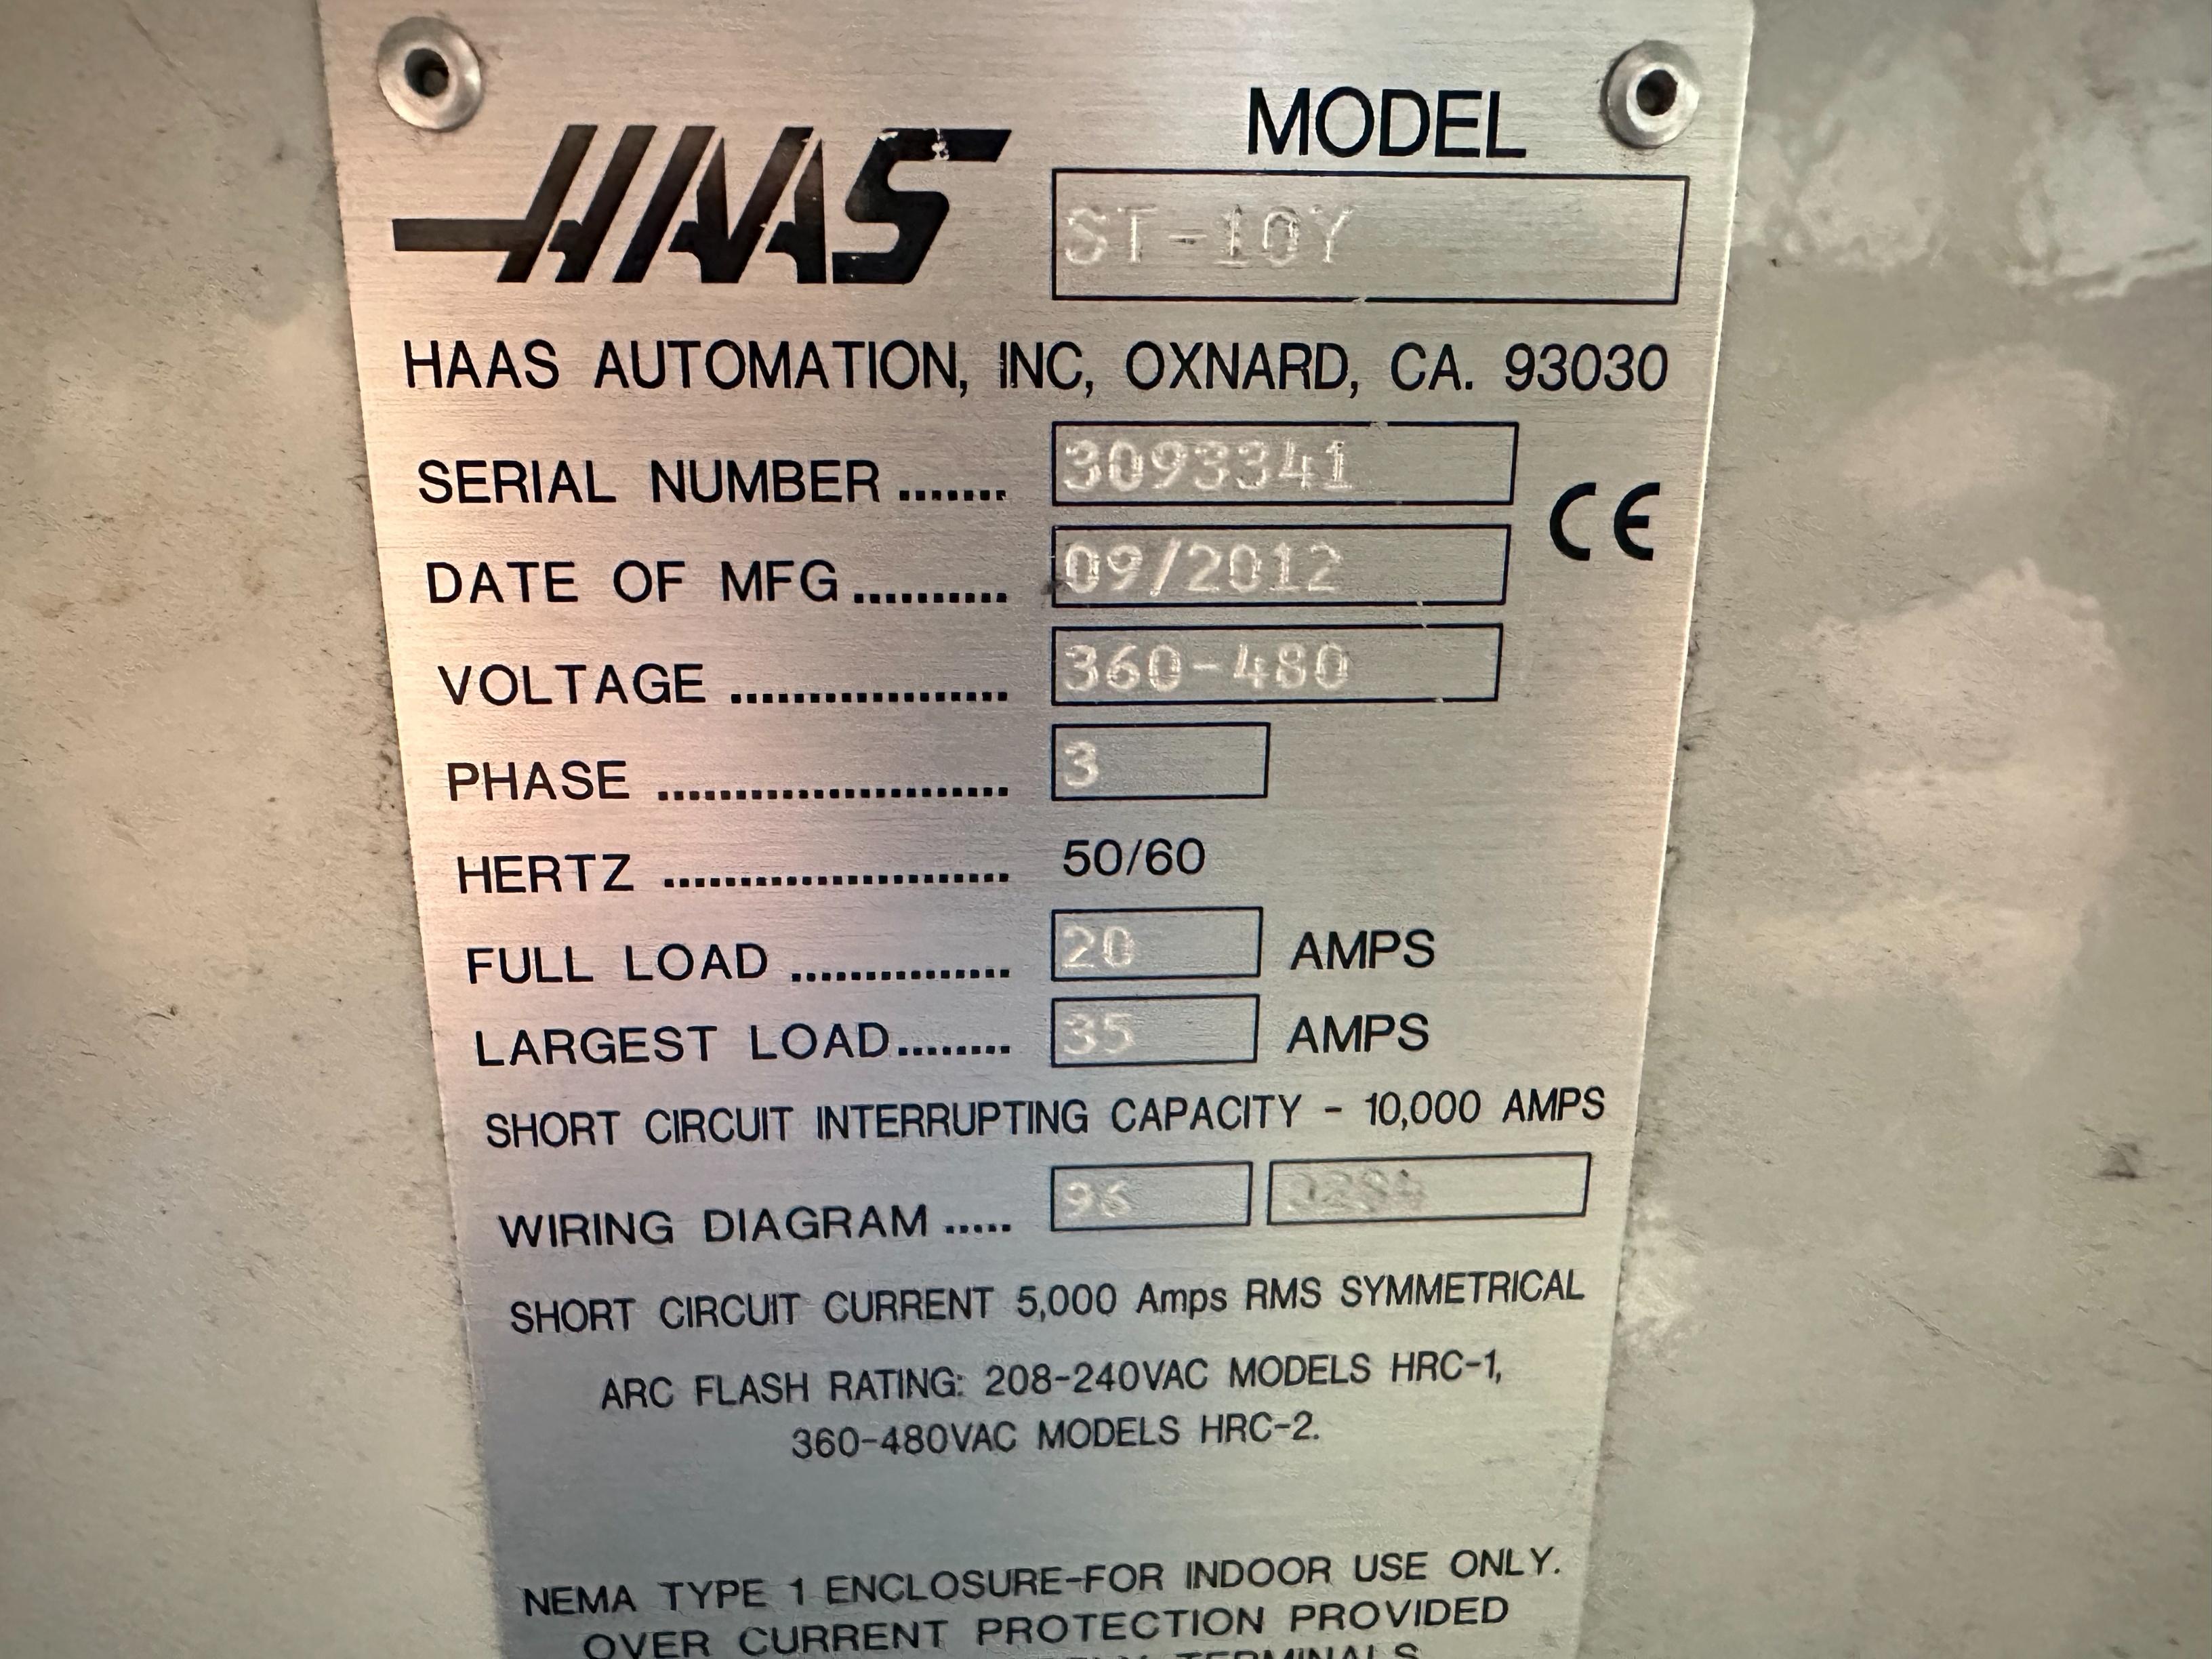 MODEL
HAAS ST-10Y
HAAS AUTOMATION, INC, OXNARD, CA. 93030
SERIAL NUMBER ....... 3093341
CE
DATE OF MFG .......... 09/2012
VOLTAGE .................. 360-480
PHASE ....................... 3
HERTZ ....................... 50/60
FULL LOAD ............... 20 AMPS
LARGEST LOAD........ 35 AMPS
SHORT CIRCUIT INTERRUPTING CAPACITY - 10,000 AMPS
WIRING DIAGRAM ..... 96
SHORT CIRCUIT CURRENT 5,000 Amps RMS SYMMETRICAL
ARC FLASH RATING: 208-240VAC MODELS HRC-1,
360-480VAC MODELS HRC-2.
NEMA TYPE 1 ENCLOSURE-FOR INDOOR USE ONLY.
OVER CURRENT PROTECTION PROVIDED
TERMINALS